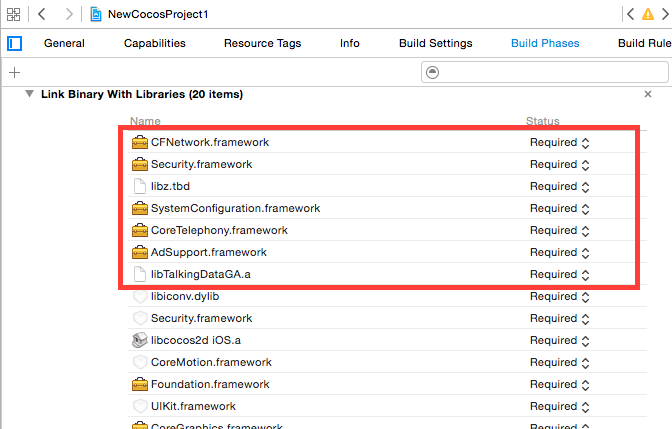 NewCocosProject1
General Capabilities Resource Tags Info Build Settings Build Phases Build Rule
Link Binary With Libraries (20 items)
Name Status
CFNetwork.framework Required
Security.framework Required
libz.tbd Required
SystemConfiguration.framework Required
CoreTelephony.framework Required
AdSupport.framework Required
libTalkingDataGA.a Required
libiconv.dylib Required
Security.framework Required
libcocos2d iOS.a Required
CoreMotion.framework Required
Foundation.framework Required
UIKit.framework Required
CoreGraphics.framework Required